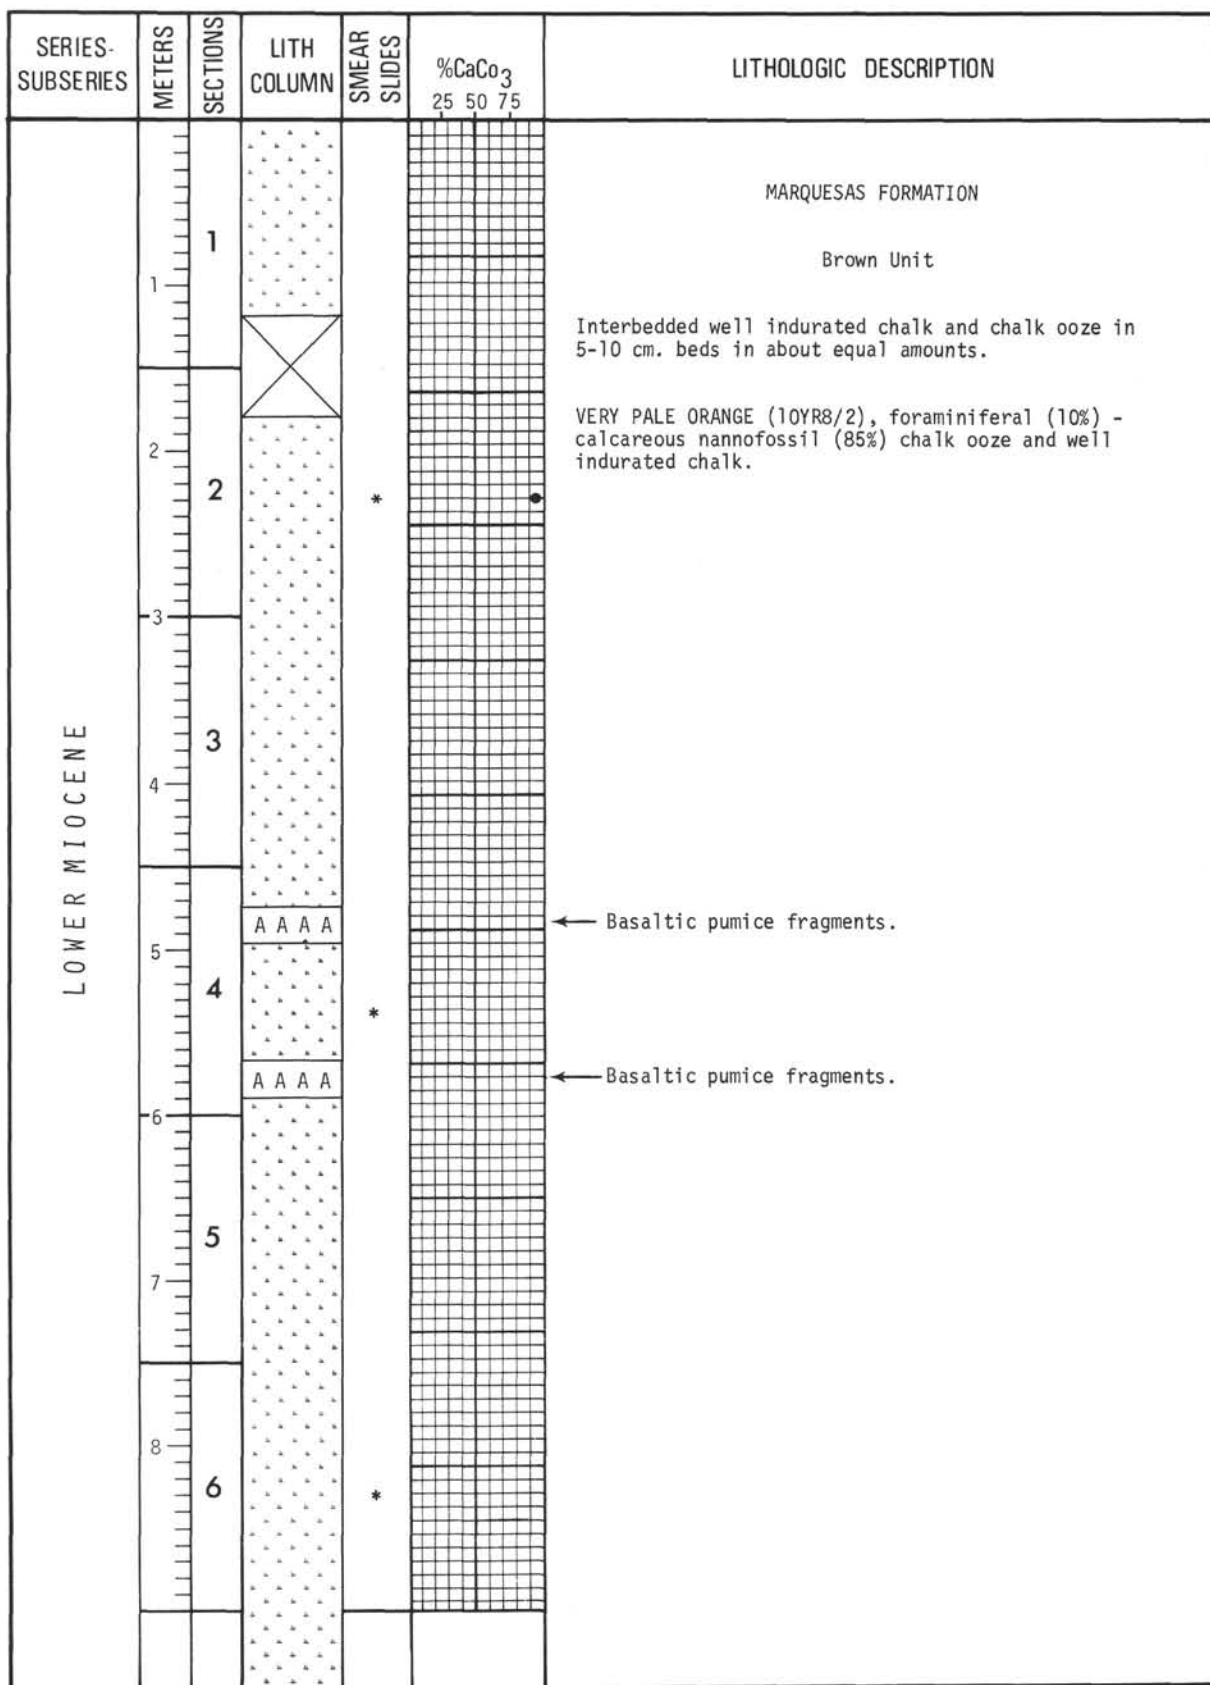 SERIES-
SUBSERIES
METERS
SECTIONS
LITH
COLUMN
SMEAR
SLIDES
%CaCo3
25 50 75
LITHOLOGIC DESCRIPTION
LOWER MIOCENE
MARQUESAS FORMATION
Brown Unit
Interbedded well indurated chalk and chalk ooze in
5-10 cm. beds in about equal amounts.
VERY PALE ORANGE (10YR8/2), foraminiferal (10%) -
calcareous nannofossil (85%) chalk ooze and well
indurated chalk.
1
1
2
2
*
3
3
4
A A A A
Basaltic pumice fragments.
5
4
*
A A A A
Basaltic pumice fragments.
6
5
7
8
6
*